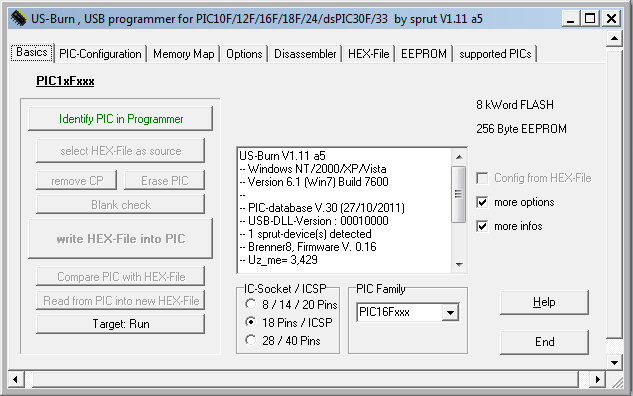 US-Burn , USB programmer for PIC10F/12F/16F/18F/24/dsPIC30F/33 by sprut V1.11 a5
Basics PIC-Configuration Memory Map Options Disassembler HEX-File EEPROM supported PICs
PIC1xFxxx
Identify PIC in Programmer
select HEX-File as source
remove CP Erase PIC
Blank check
write HEX-File into PIC
Compare PIC with HEX-File
Read from PIC into new HEX-File
Target: Run
US-Burn V1.11 a5
-- Windows NT/2000/XP/Vista
-- Version 6.1 (Win7) Build 7600
--
-- PIC-database V.30 (27/10/2011)
-- USB-DLL-Version : 00010000
-- 1 sprut-device(s) detected
-- Brenner8, Firmware V. 0.16
-- Uz_me= 3,429
IC-Socket / ICSP
8 / 14 / 20 Pins
18 Pins / ICSP
28 / 40 Pins
PIC Family
PIC16Fxxx
8 kWord FLASH
256 Byte EEPROM
Config from HEX-File
more options
more infos
Help
End